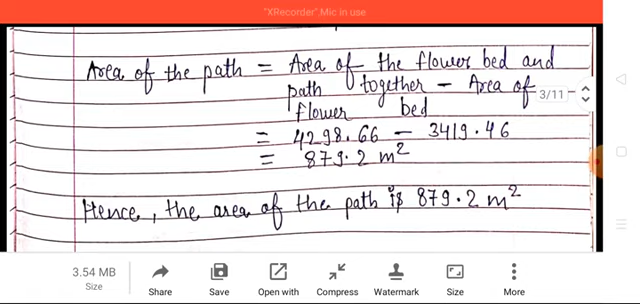 "XRecorder".Mic in use
Area of the path = Area of the flower bed and
path together - Area of
flower bed
= 4298.66 - 3419.46
= 879.2 m²
Hence, the area of the path is 879.2 m²
3/11
3.54 MB
Size
Share
Save
Open with
Compress
Watermark
Size
More